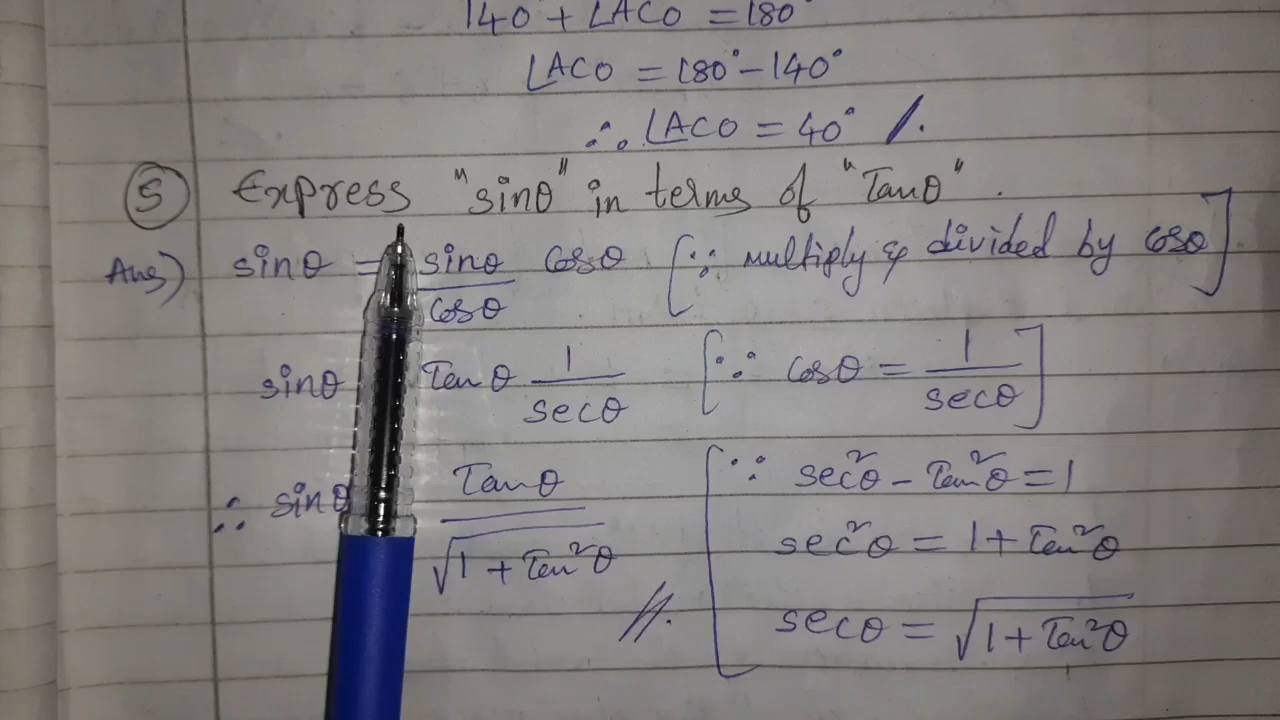 140 + ∠ACO = 180°
∠ACO = 180° - 140°
∴ ∠ACO = 40° /.
5 Express "sinθ" in terms of "Tanθ".
Ans) sinθ = sinθ/cosθ cosθ [∵ multiply & divided by cosθ]
sinθ Tanθ 1/secθ [∵ cosθ = 1/secθ]
∴ sinθ Tanθ/√1+Tan²θ //. [∵ sec²θ - Tan²θ = 1
sec²θ = 1 + Tan²θ
secθ = √1+Tan²θ